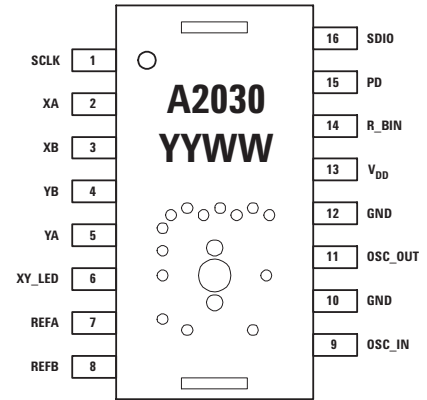 SCLK 1
XA 2
XB 3
YB 4
YA 5
XY_LED 6
REFA 7
REFB 8
A2030
YYWW
16 SDIO
15 PD
14 R_BIN
13 VDD
12 GND
11 OSC_OUT
10 GND
9 OSC_IN